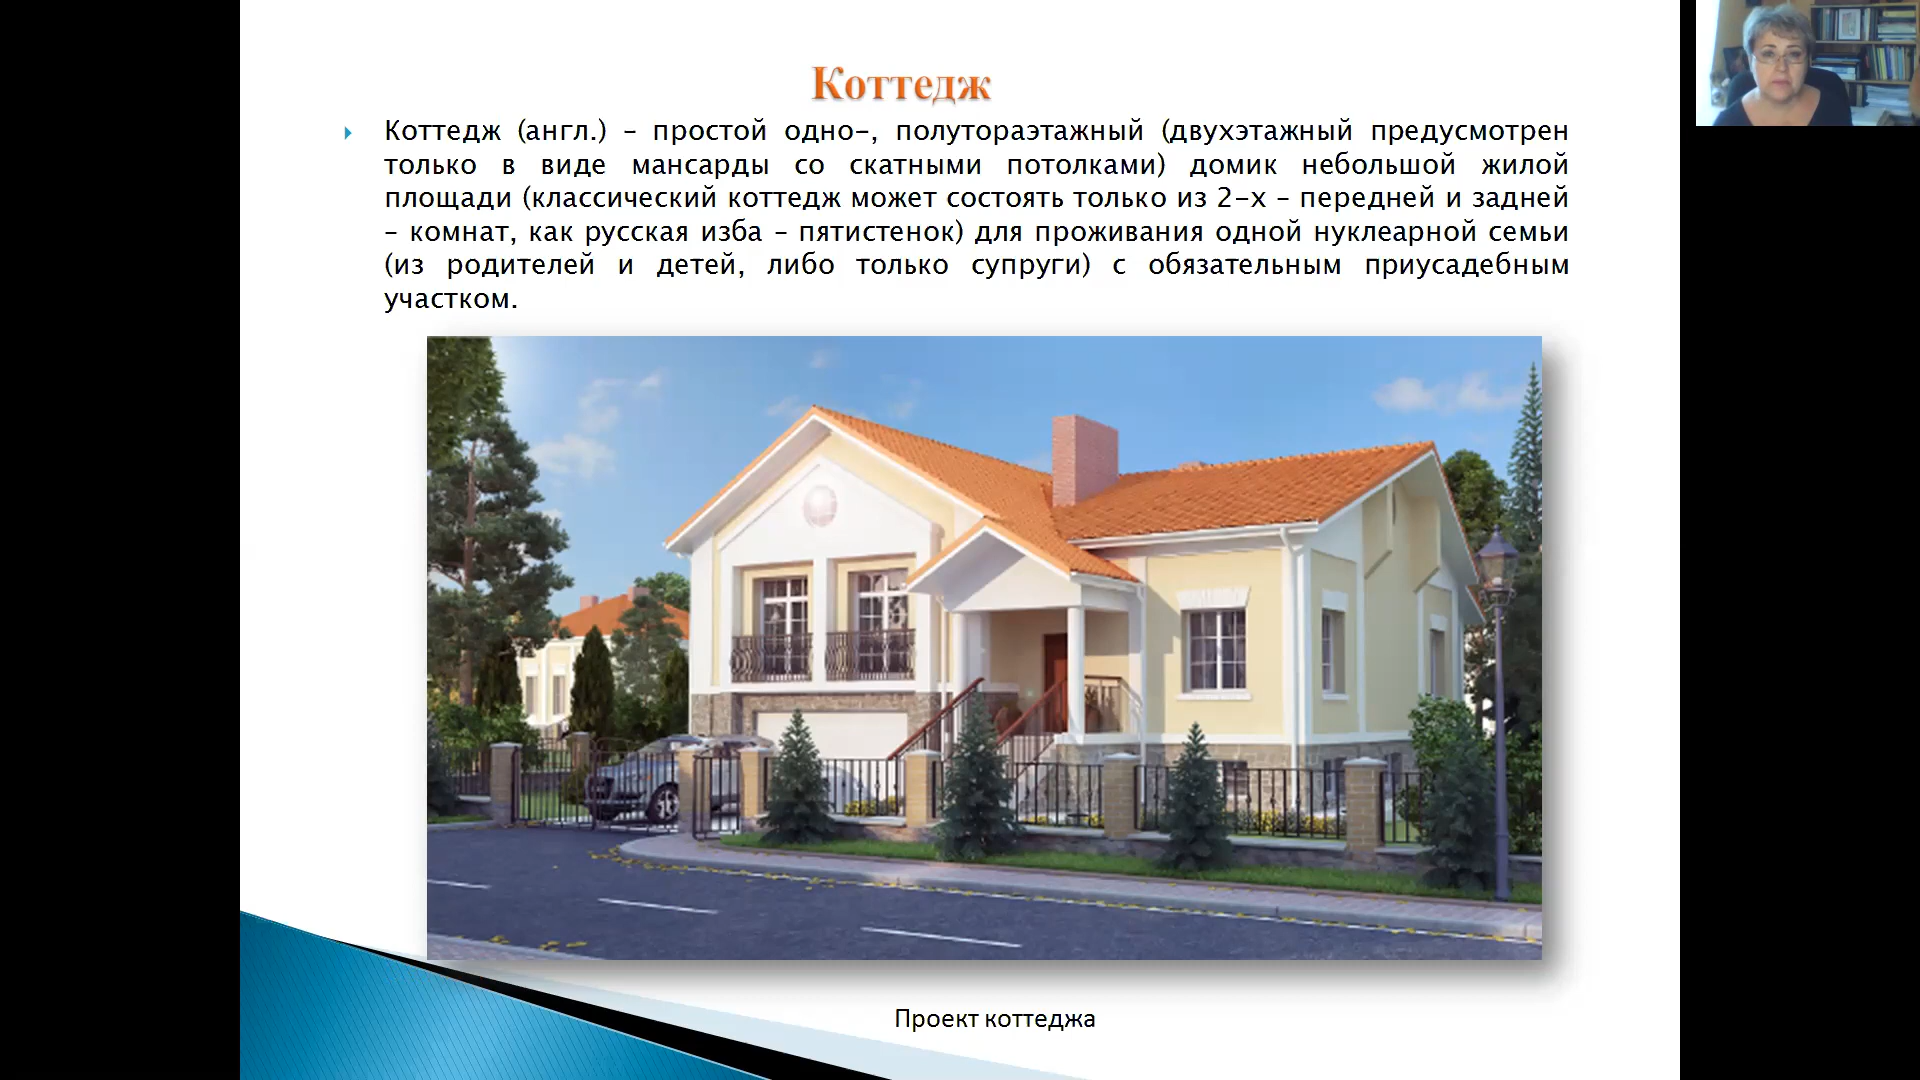 Коттедж
Коттедж (англ.) – простой одно-, полутораэтажный (двухэтажный предусмотрен
только в виде мансарды со скатными потолками) домик небольшой жилой
площади (классический коттедж может состоять только из 2-х – передней и задней
– комнат, как русская изба – пятистенок) для проживания одной нуклеарной семьи
(из родителей и детей, либо только супруги) с обязательным приусадебным
участком.
Проект коттеджа